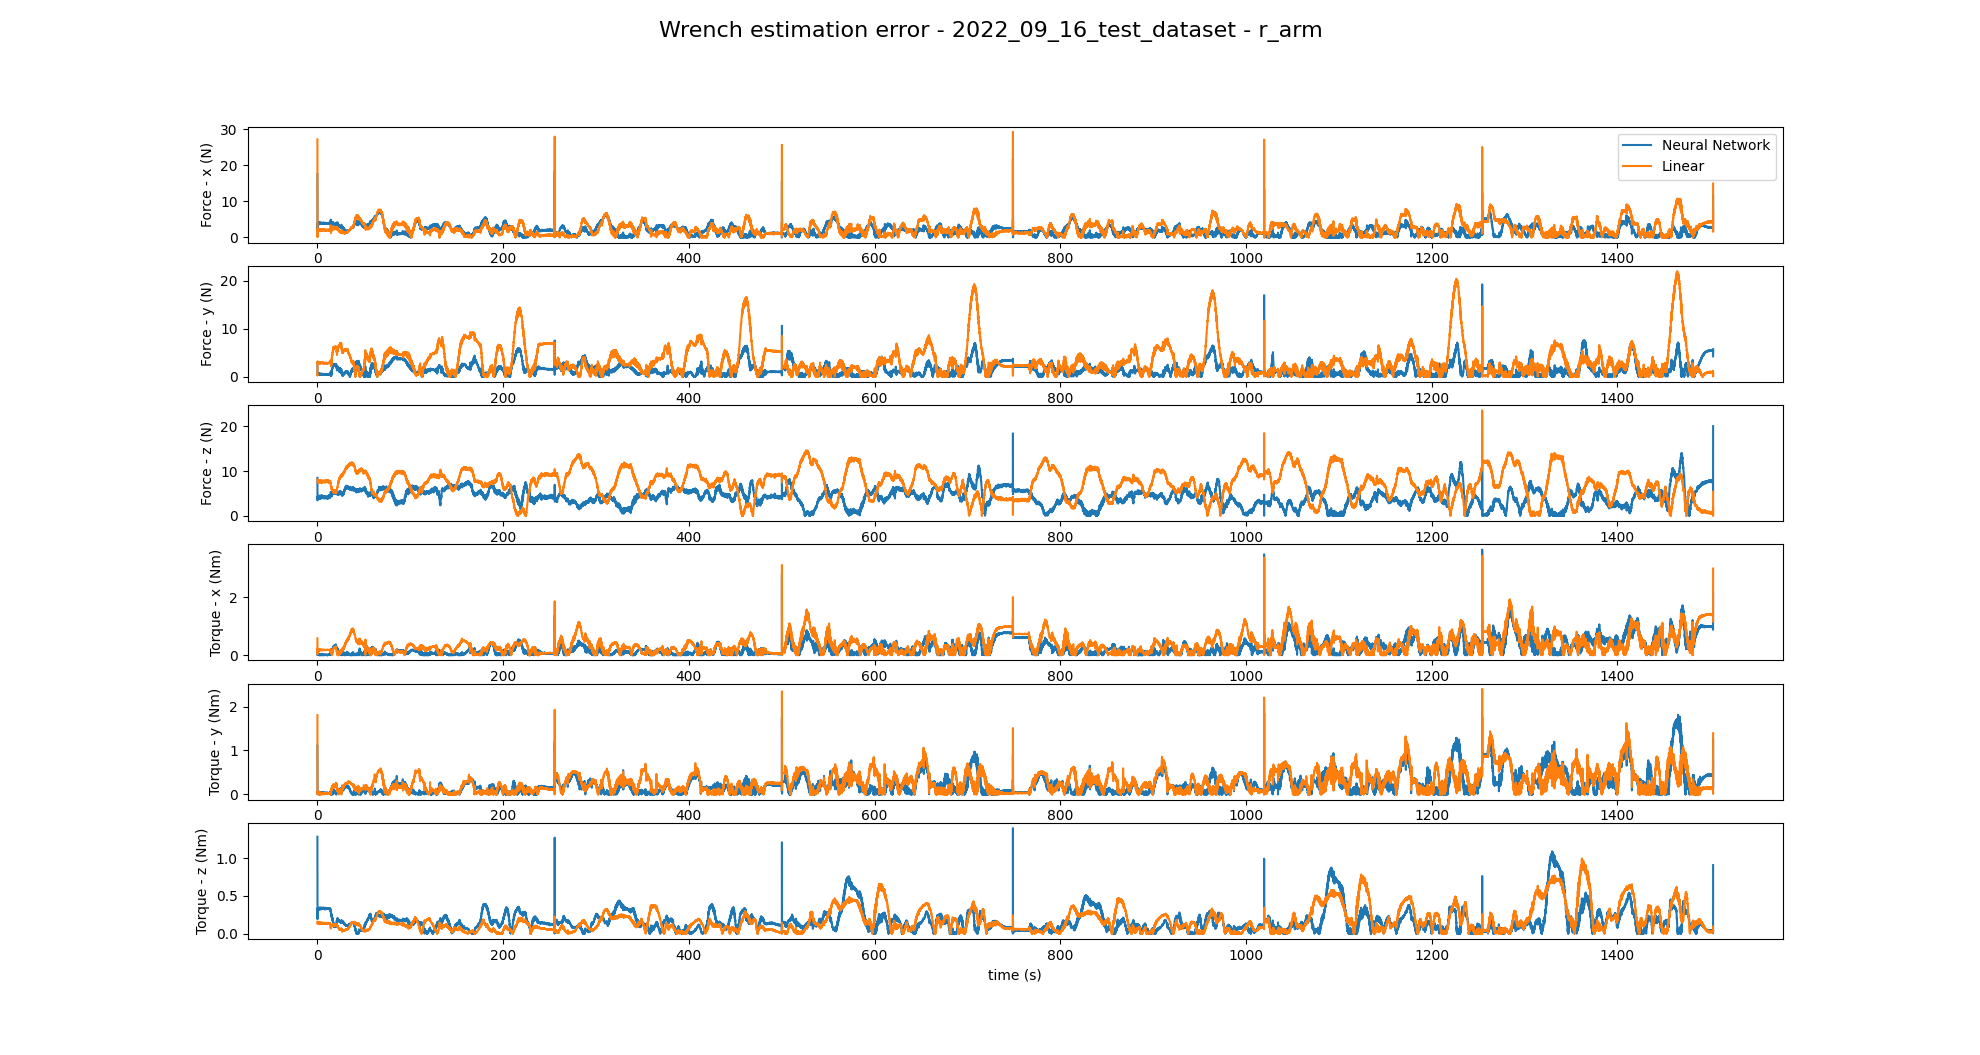 Wrench estimation error - 2022_09_16_test_dataset - r_arm
Force - x (N)
30
20
10
0
Neural Network
Linear
0 200 400 600 800 1000 1200 1400
Force - y (N)
20
10
0
0 200 400 600 800 1000 1200 1400
Force - z (N)
20
10
0
0 200 400 600 800 1000 1200 1400
Torque - x (Nm)
2
0
0 200 400 600 800 1000 1200 1400
Torque - y (Nm)
2
1
0
0 200 400 600 800 1000 1200 1400
Torque - z (Nm)
1.0
0.5
0.0
0 200 400 600 800 1000 1200 1400
time (s)